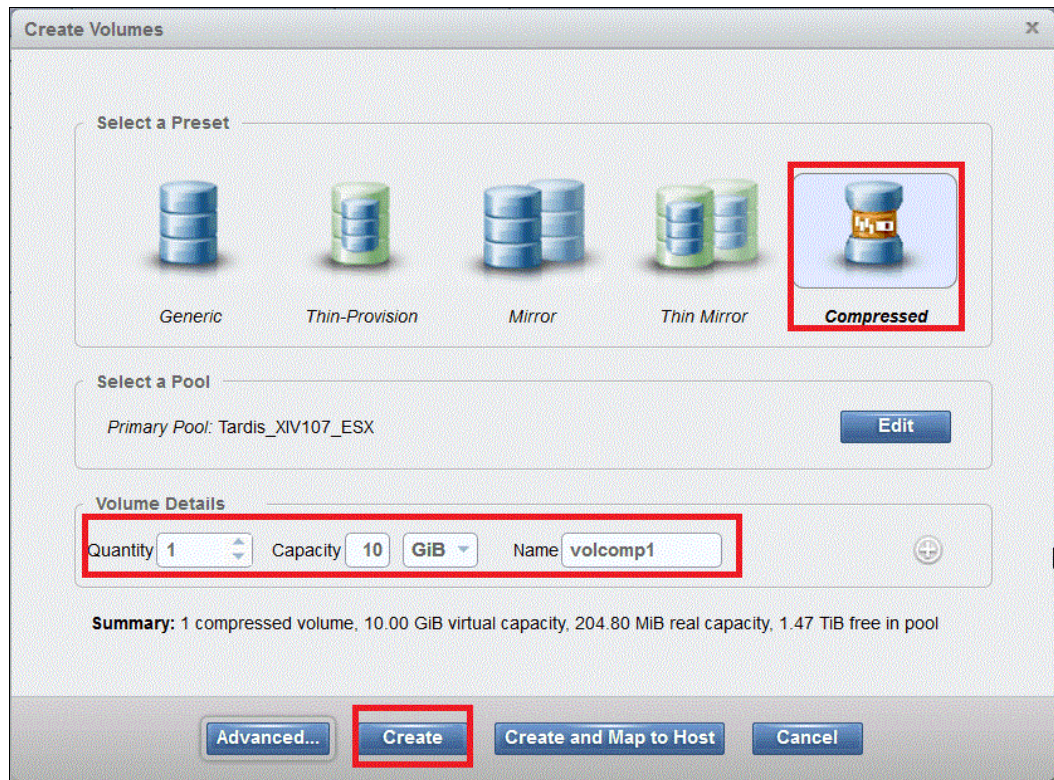 Create Volumes x
Select a Preset
Generic Thin-Provision Mirror Thin Mirror Compressed
Select a Pool
Primary Pool: Tardis_XIV107_ESX Edit
Volume Details
Quantity 1 Capacity 10 GiB Name volcomp1
Summary: 1 compressed volume, 10.00 GiB virtual capacity, 204.80 MiB real capacity, 1.47 TiB free in pool
Advanced... Create Create and Map to Host Cancel